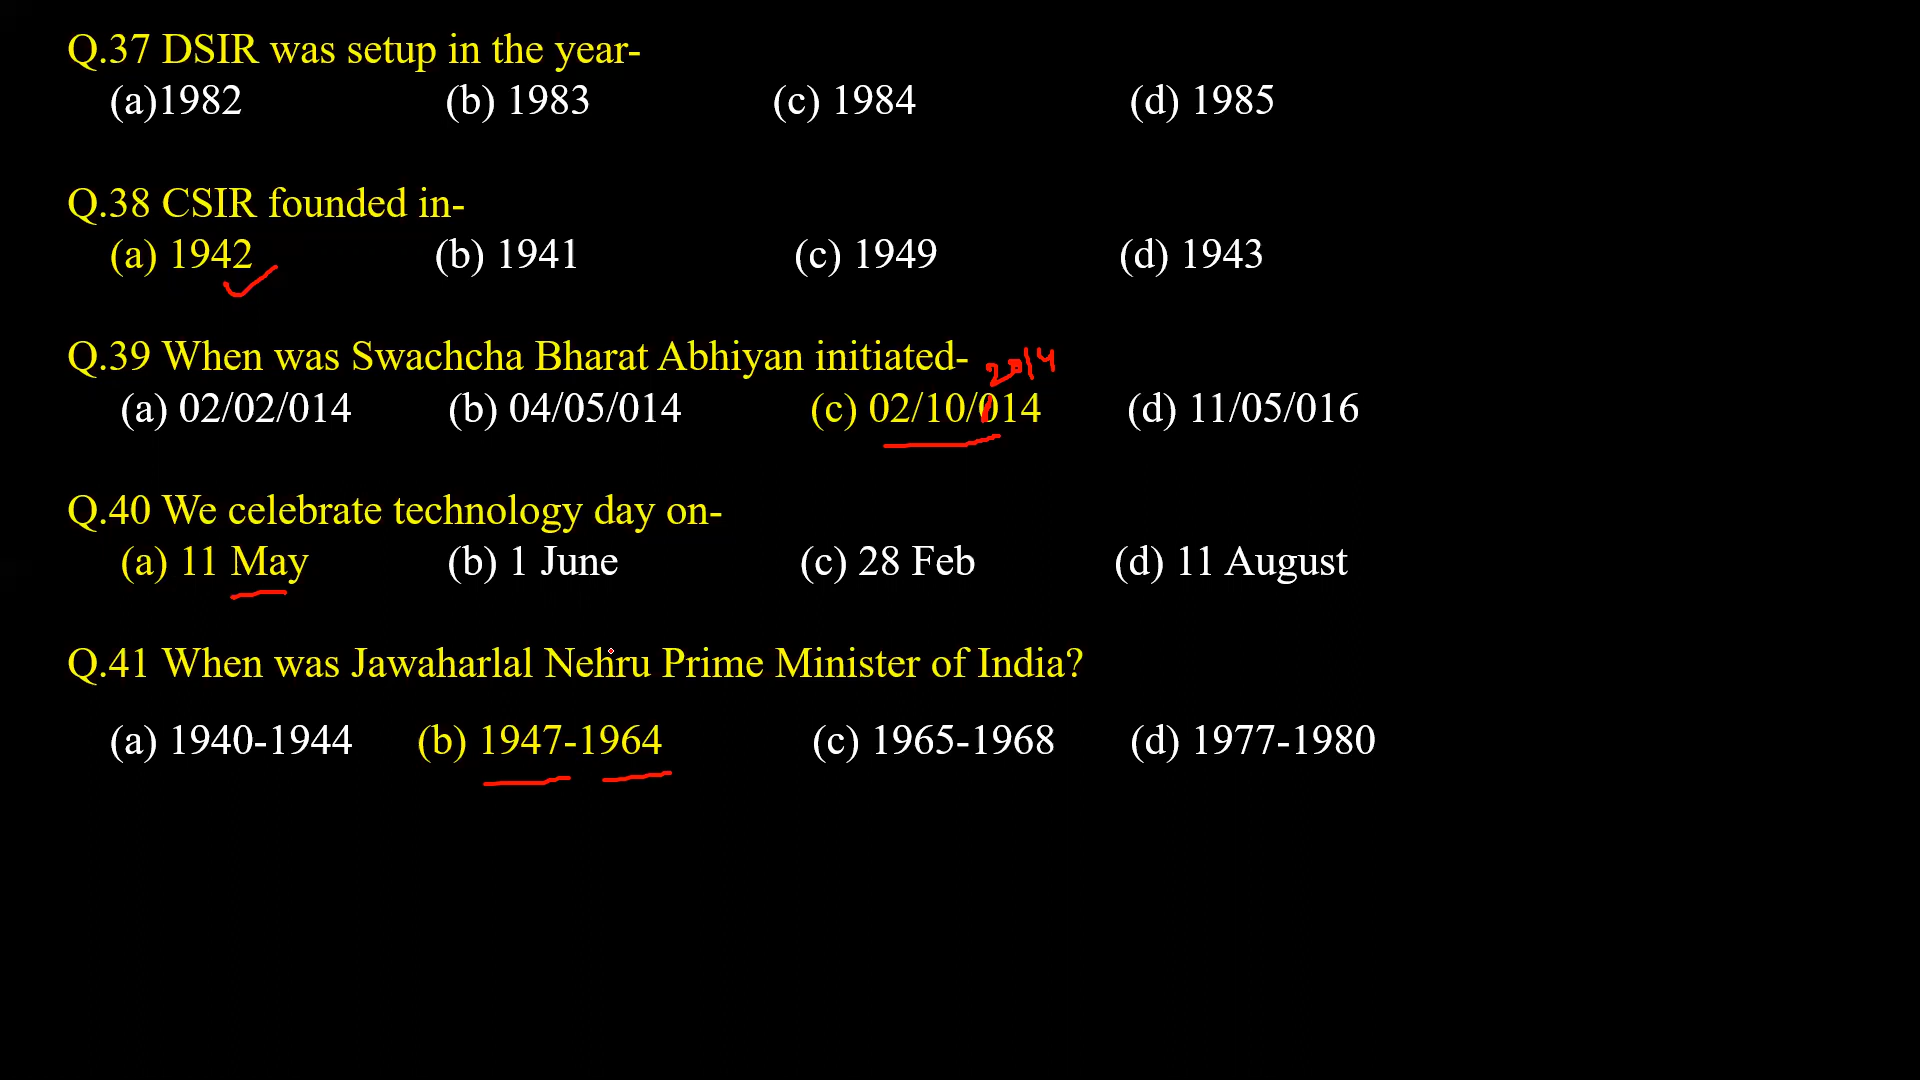 Q.37 DSIR was setup in the year-
(a)1982 (b) 1983 (c) 1984 (d) 1985
Q.38 CSIR founded in-
(a) 1942 (b) 1941 (c) 1949 (d) 1943
Q.39 When was Swachcha Bharat Abhiyan initiated-
2014
(a) 02/02/014 (b) 04/05/014 (c) 02/10/014 (d) 11/05/016
Q.40 We celebrate technology day on-
(a) 11 May (b) 1 June (c) 28 Feb (d) 11 August
Q.41 When was Jawaharlal Nehru Prime Minister of India?
(a) 1940-1944 (b) 1947-1964 (c) 1965-1968 (d) 1977-1980